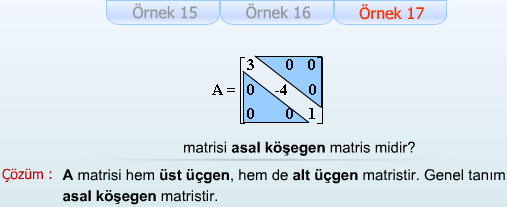 Örnek 15 Örnek 16 Örnek 17
3 0 0
A = 0 -4 0
0 0 1
matrisi asal köşegen matris midir?
Çözüm : A matrisi hem üst üçgen, hem de alt üçgen matristir. Genel tanım
asal köşegen matristir.